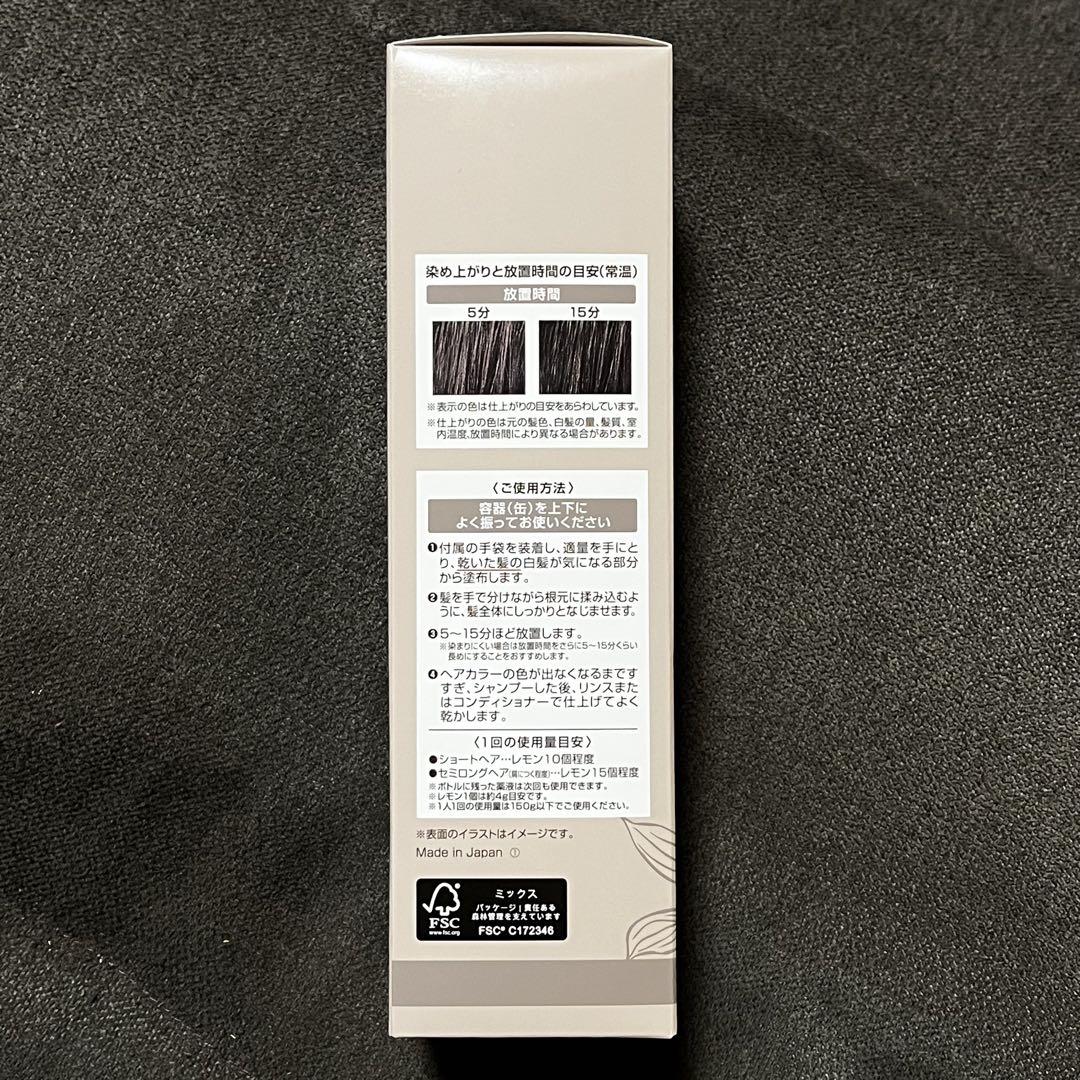 染め上がりと放置時間の目安(常温)
放置時間
5分 15分
※表示の色は仕上がりの目安をあらわしています。
※仕上がりの色は元の髪色、白髪の量、髪質、室
内温度、放置時間により異なる場合があります。
〈ご使用方法〉
容器(缶)を上下に
よく振ってお使いください
❶付属の手袋を装着し、適量を手にと
り、乾いた髪の白髪が気になる部分
から塗布します。
❷髪を手で分けながら根元に揉み込むよ
うに、髪全体にしっかりとなじませます。
❸5〜15分ほど放置します。
※染まりにくい場合は放置時間をさらに5〜15分くらい
長めにすることをおすすめします。
❹ヘアカラーの色が出なくなるまです
すぎ、シャンプーした後、リンスまた
はコンディショナーで仕上げてよく
乾かします。
〈1回の使用量目安〉
●ショートヘア…レモン10個程度
●セミロングヘア(肩につく程度)…レモン15個程度
※ボトルに残った薬液は次回も使用できます。
※レモン1個は約4g目安です。
※1人1回の使用量は150g以下でご使用ください。
※表面のイラストはイメージです。
Made in Japan ①
FSC
www.fsc.org
ミックス
パッケージ|責任ある
森林管理を支えています
FSC® C172346